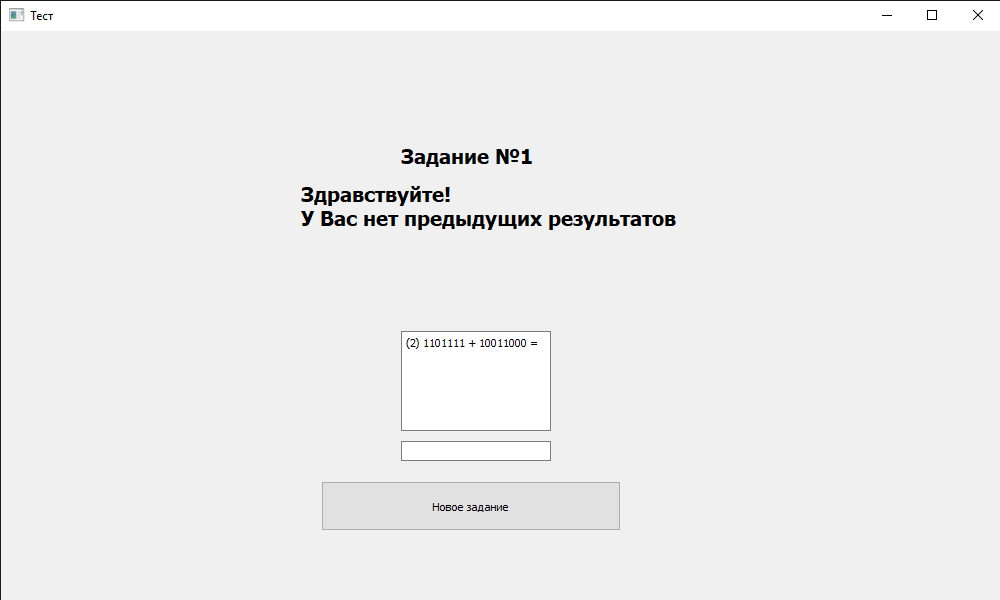 Тест
Задание №1
Здравствуйте!
У Вас нет предыдущих результатов
(2) 1101111 + 10011000 =
Новое задание